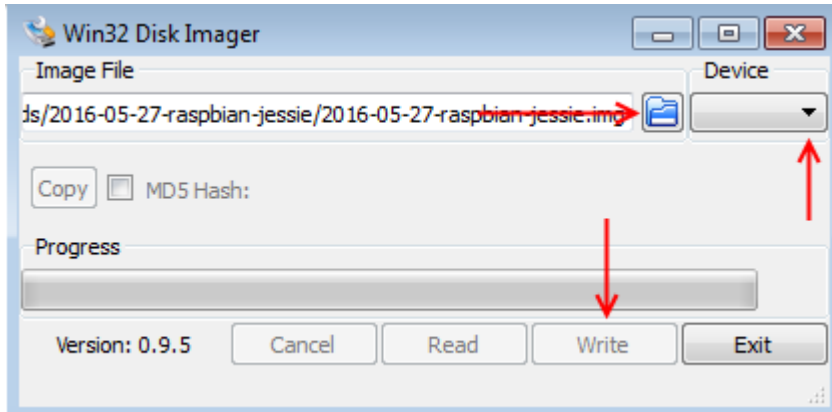 Win32 Disk Imager
Image File
Device
ds/2016-05-27-raspbian-jessie/2016-05-27-raspbian-jessie.img
Copy
MD5 Hash:
Progress
Version: 0.9.5
Cancel
Read
Write
Exit